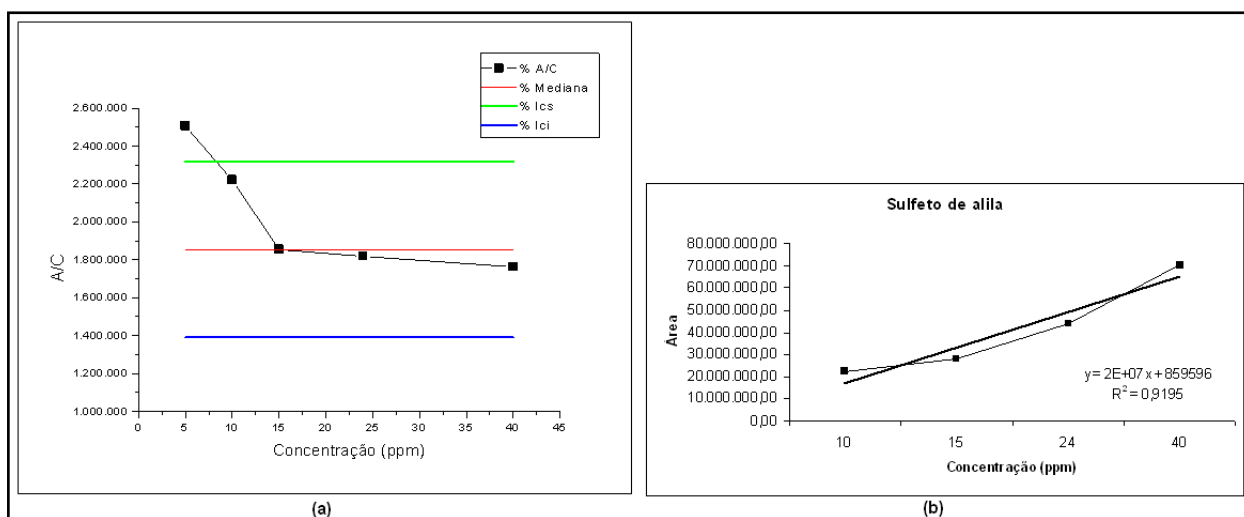 % A/C
% Mediana
% Ics
% Ici
2.600.000
2.400.000
2.200.000
2.000.000
1.800.000
1.600.000
1.400.000
1.200.000
1.000.000
A/C
0 5 10 15 20 25 30 35 40 45
Concentração (ppm)
(a)
Sulfeto de alila
80.000.000,00
70.000.000,00
60.000.000,00
50.000.000,00
40.000.000,00
30.000.000,00
20.000.000,00
10.000.000,00
0,00
Área
y = 2E+07x + 859596
R² = 0,9195
10 15 24 40
Concentração (ppm)
(b)